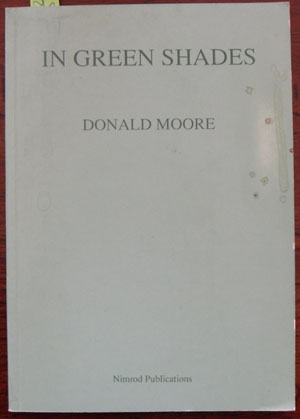 IN GREEN SHADES
DONALD MOORE
Nimrod Publications